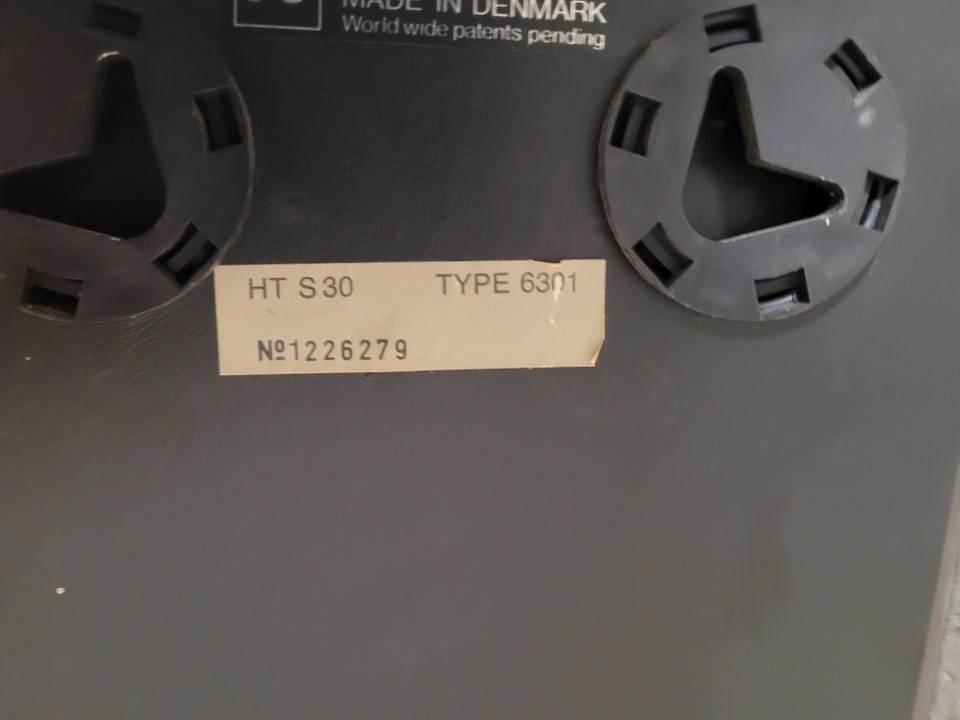 MADE IN DENMARK
World wide patents pending
HT S30 TYPE 6301
Nº1226279